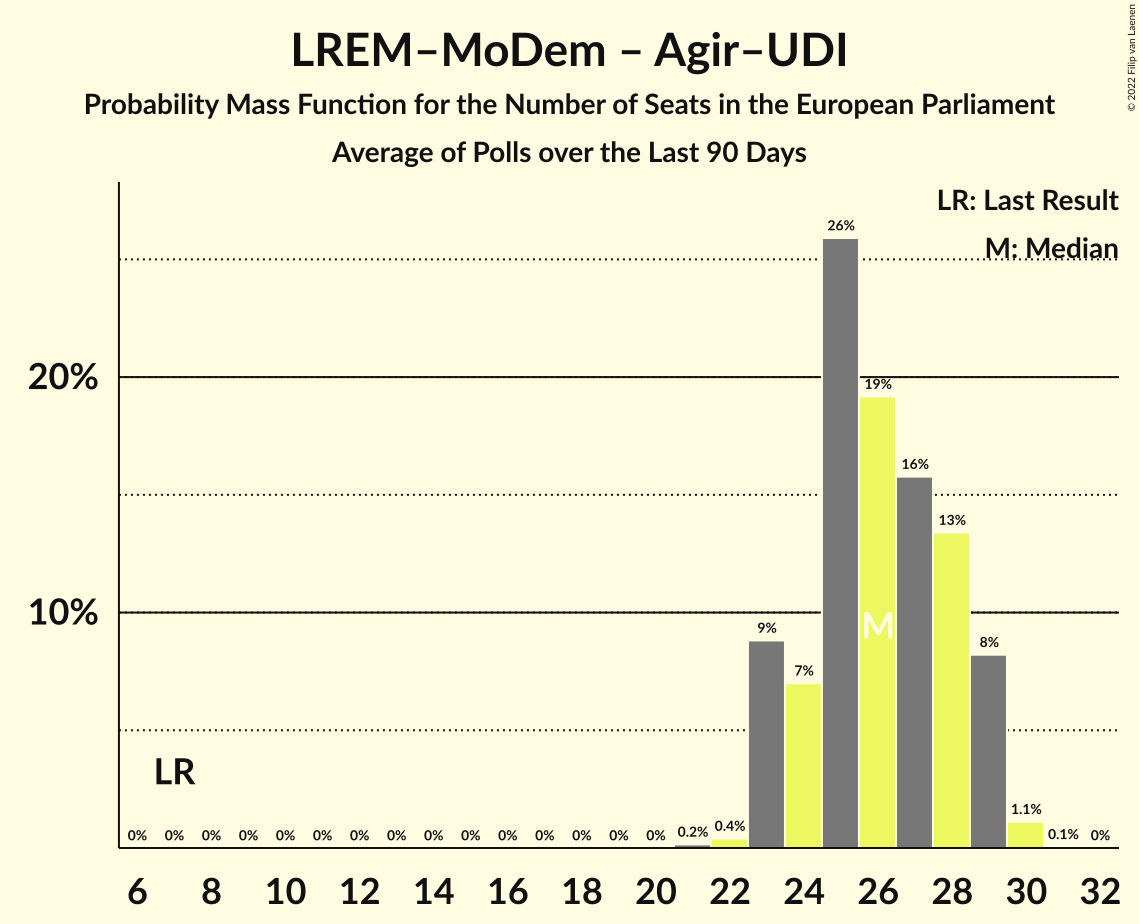 LREM–MoDem – Agir–UDI
Probability Mass Function for the Number of Seats in the European Parliament
Average of Polls over the Last 90 Days
© 2022 Filip van Laenen
LR: Last Result
M: Median
26%
20%
19%
16%
13%
10%
9%
M
8%
7%
LR
0% 0% 0% 0% 0% 0% 0% 0% 0% 0% 0% 0% 0% 0% 0% 0.2% 0.4% 1.1% 0.1% 0%
6 8 10 12 14 16 18 20 22 24 26 28 30 32